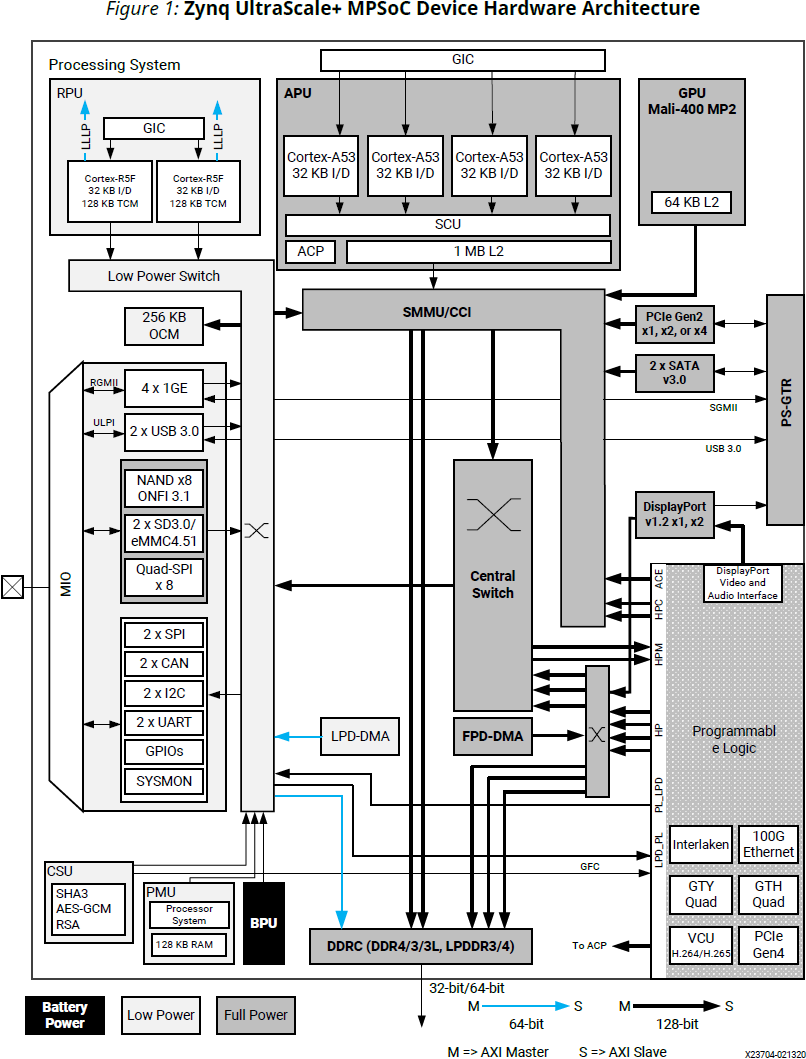 Figure 1: Zynq UltraScale+ MPSoC Device Hardware Architecture
Processing System
RPU
LLLP
LLLP
GIC
Cortex-R5F
32 KB I/D
128 KB TCM
Cortex-R5F
32 KB I/D
128 KB TCM
GIC
APU
Cortex-A53
32 KB I/D
Cortex-A53
32 KB I/D
Cortex-A53
32 KB I/D
Cortex-A53
32 KB I/D
SCU
ACP
1 MB L2
GPU
Mali-400 MP2
64 KB L2
Low Power Switch
256 KB
OCM
SMMU/CCI
PCIe Gen2
x1, x2, or x4
2 x SATA
v3.0
PS-GTR
SGMII
USB 3.0
MIO
RGMII
4 x 1GE
ULPI
2 x USB 3.0
NAND x8
ONFI 3.1
2 x SD3.0/
eMMC4.51
Quad-SPI
x 8
2 x SPI
2 x CAN
2 x I2C
2 x UART
GPIOs
SYSMON
Central
Switch
DisplayPort
v1.2 x1, x2
DisplayPort
Video and
Audio Interface
ACE
HPC
HPM
HP
PL_LPD
LPD_PL
Programmabl
e Logic
LPD-DMA
FPD-DMA
GFC
Interlaken
100G
Ethernet
GTY
Quad
GTH
Quad
VCU
H.264/H.265
PCIe
Gen4
CSU
SHA3
AES-GCM
RSA
PMU
Processor
System
128 KB RAM
BPU
DDRC (DDR4/3/3L, LPDDR3/4)
To ACP
32-bit/64-bit
Battery
Power
Low Power
Full Power
M
S
64-bit
M
S
128-bit
M => AXI Master
S => AXI Slave
X23704-021320